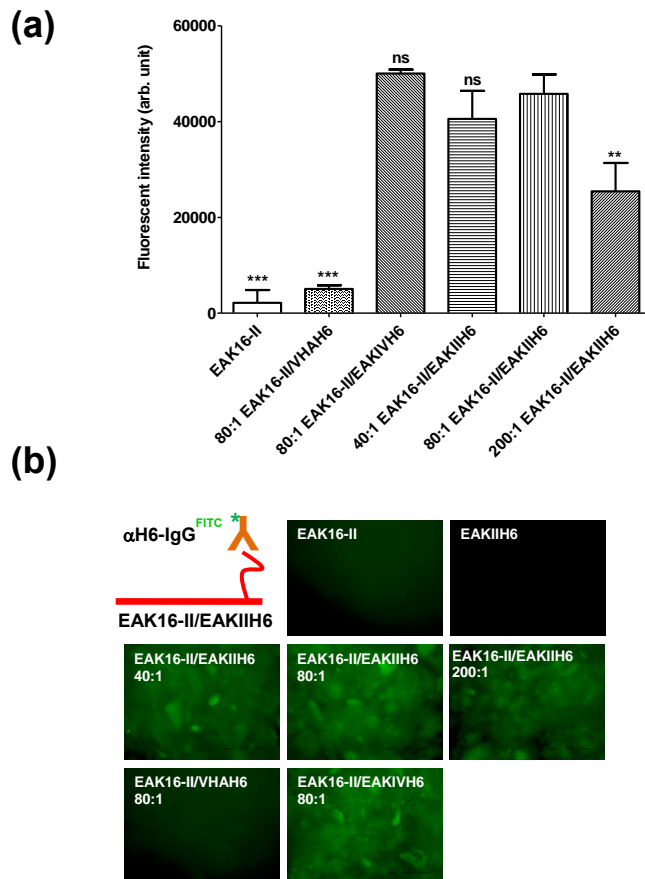 (a)
Fluorescent intensity (arb. unit)
60000
40000
20000
0
***
***
ns
ns
**
EAK16-II
80:1 EAK16-II/VHAH6
80:1 EAK16-II/EAKIVH6
40:1 EAK16-II/EAKIIH6
80:1 EAK16-II/EAKIIH6
200:1 EAK16-II/EAKIIH6
(b)
αH6-IgG FITC *
EAK16-II/EAKIIH6
EAK16-II
EAKIIH6
EAK16-II/EAKIIH6
40:1
EAK16-II/EAKIIH6
80:1
EAK16-II/EAKIIH6
200:1
EAK16-II/VHAH6
80:1
EAK16-II/EAKIVH6
80:1